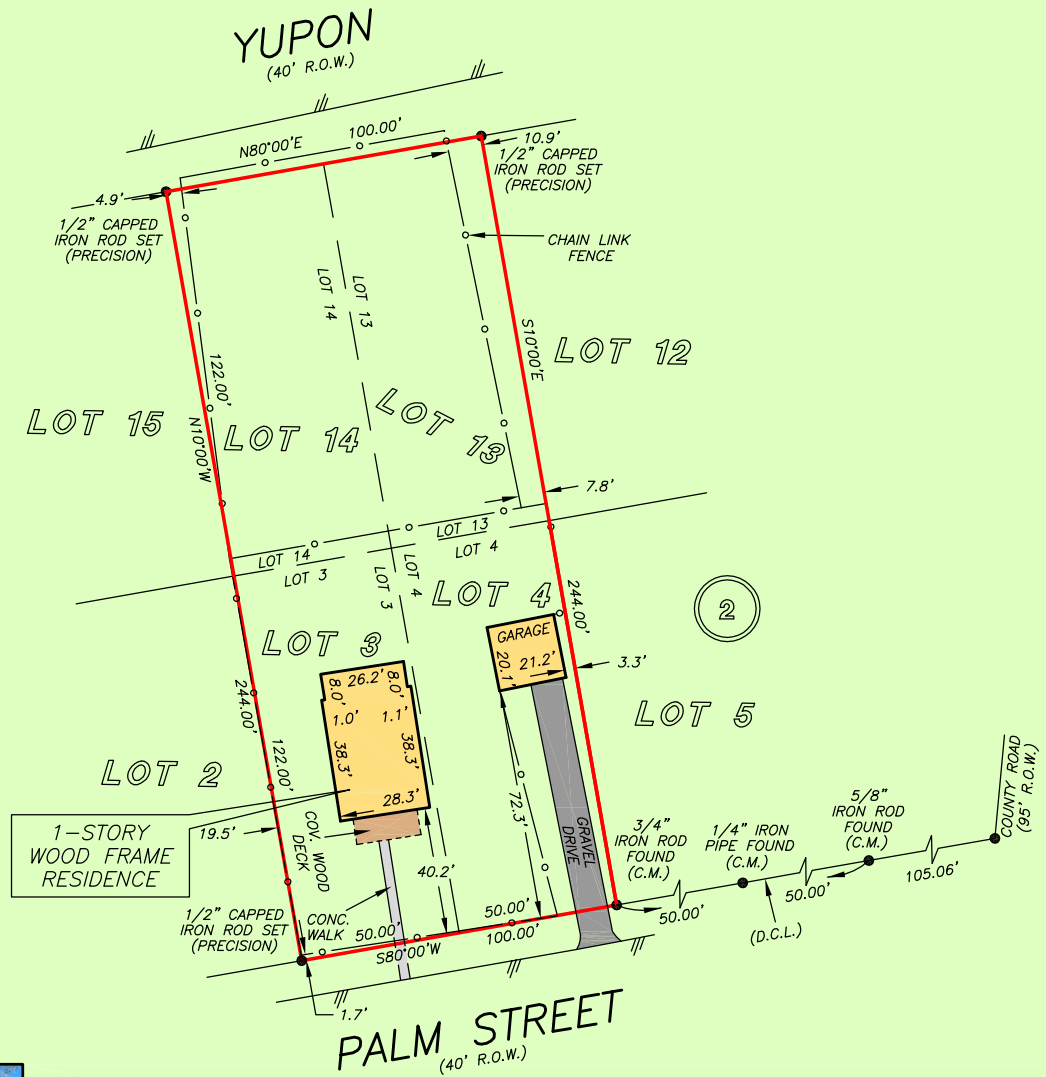 YUPON
(40' R.O.W.)
N80°00'E
100.00'
10.9'
1/2" CAPPED
IRON ROD SET
(PRECISION)
4.9'
1/2" CAPPED
IRON ROD SET
(PRECISION)
CHAIN LINK
FENCE
LOT 14
LOT 13
S10°00'E
LOT 12
122.00'
N10°00'W
LOT 15
LOT 14
LOT 13
7.8'
LOT 13
LOT 4
LOT 14
LOT 3
LOT 4
LOT 3
LOT 4
244.00'
2
LOT 3
GARAGE
20.1'
21.2'
3.3'
26.2'
8.0'
8.0'
1.0'
1.1'
38.3'
38.3'
28.3'
244.00'
122.00'
LOT 5
LOT 2
72.3'
GRAVEL
DRIVE
19.5'
1-STORY
WOOD FRAME
RESIDENCE
COV. WOOD
DECK
40.2'
3/4"
IRON ROD
FOUND
(C.M.)
1/4" IRON
PIPE FOUND
(C.M.)
5/8"
IRON ROD
FOUND
(C.M.)
COUNTY ROAD
(95' R.O.W.)
50.00'
50.00'
105.06'
(D.C.L.)
1/2" CAPPED
IRON ROD SET
(PRECISION)
CONC.
WALK
50.00'
50.00'
S80°00'W
100.00'
1.7'
PALM STREET
(40' R.O.W.)